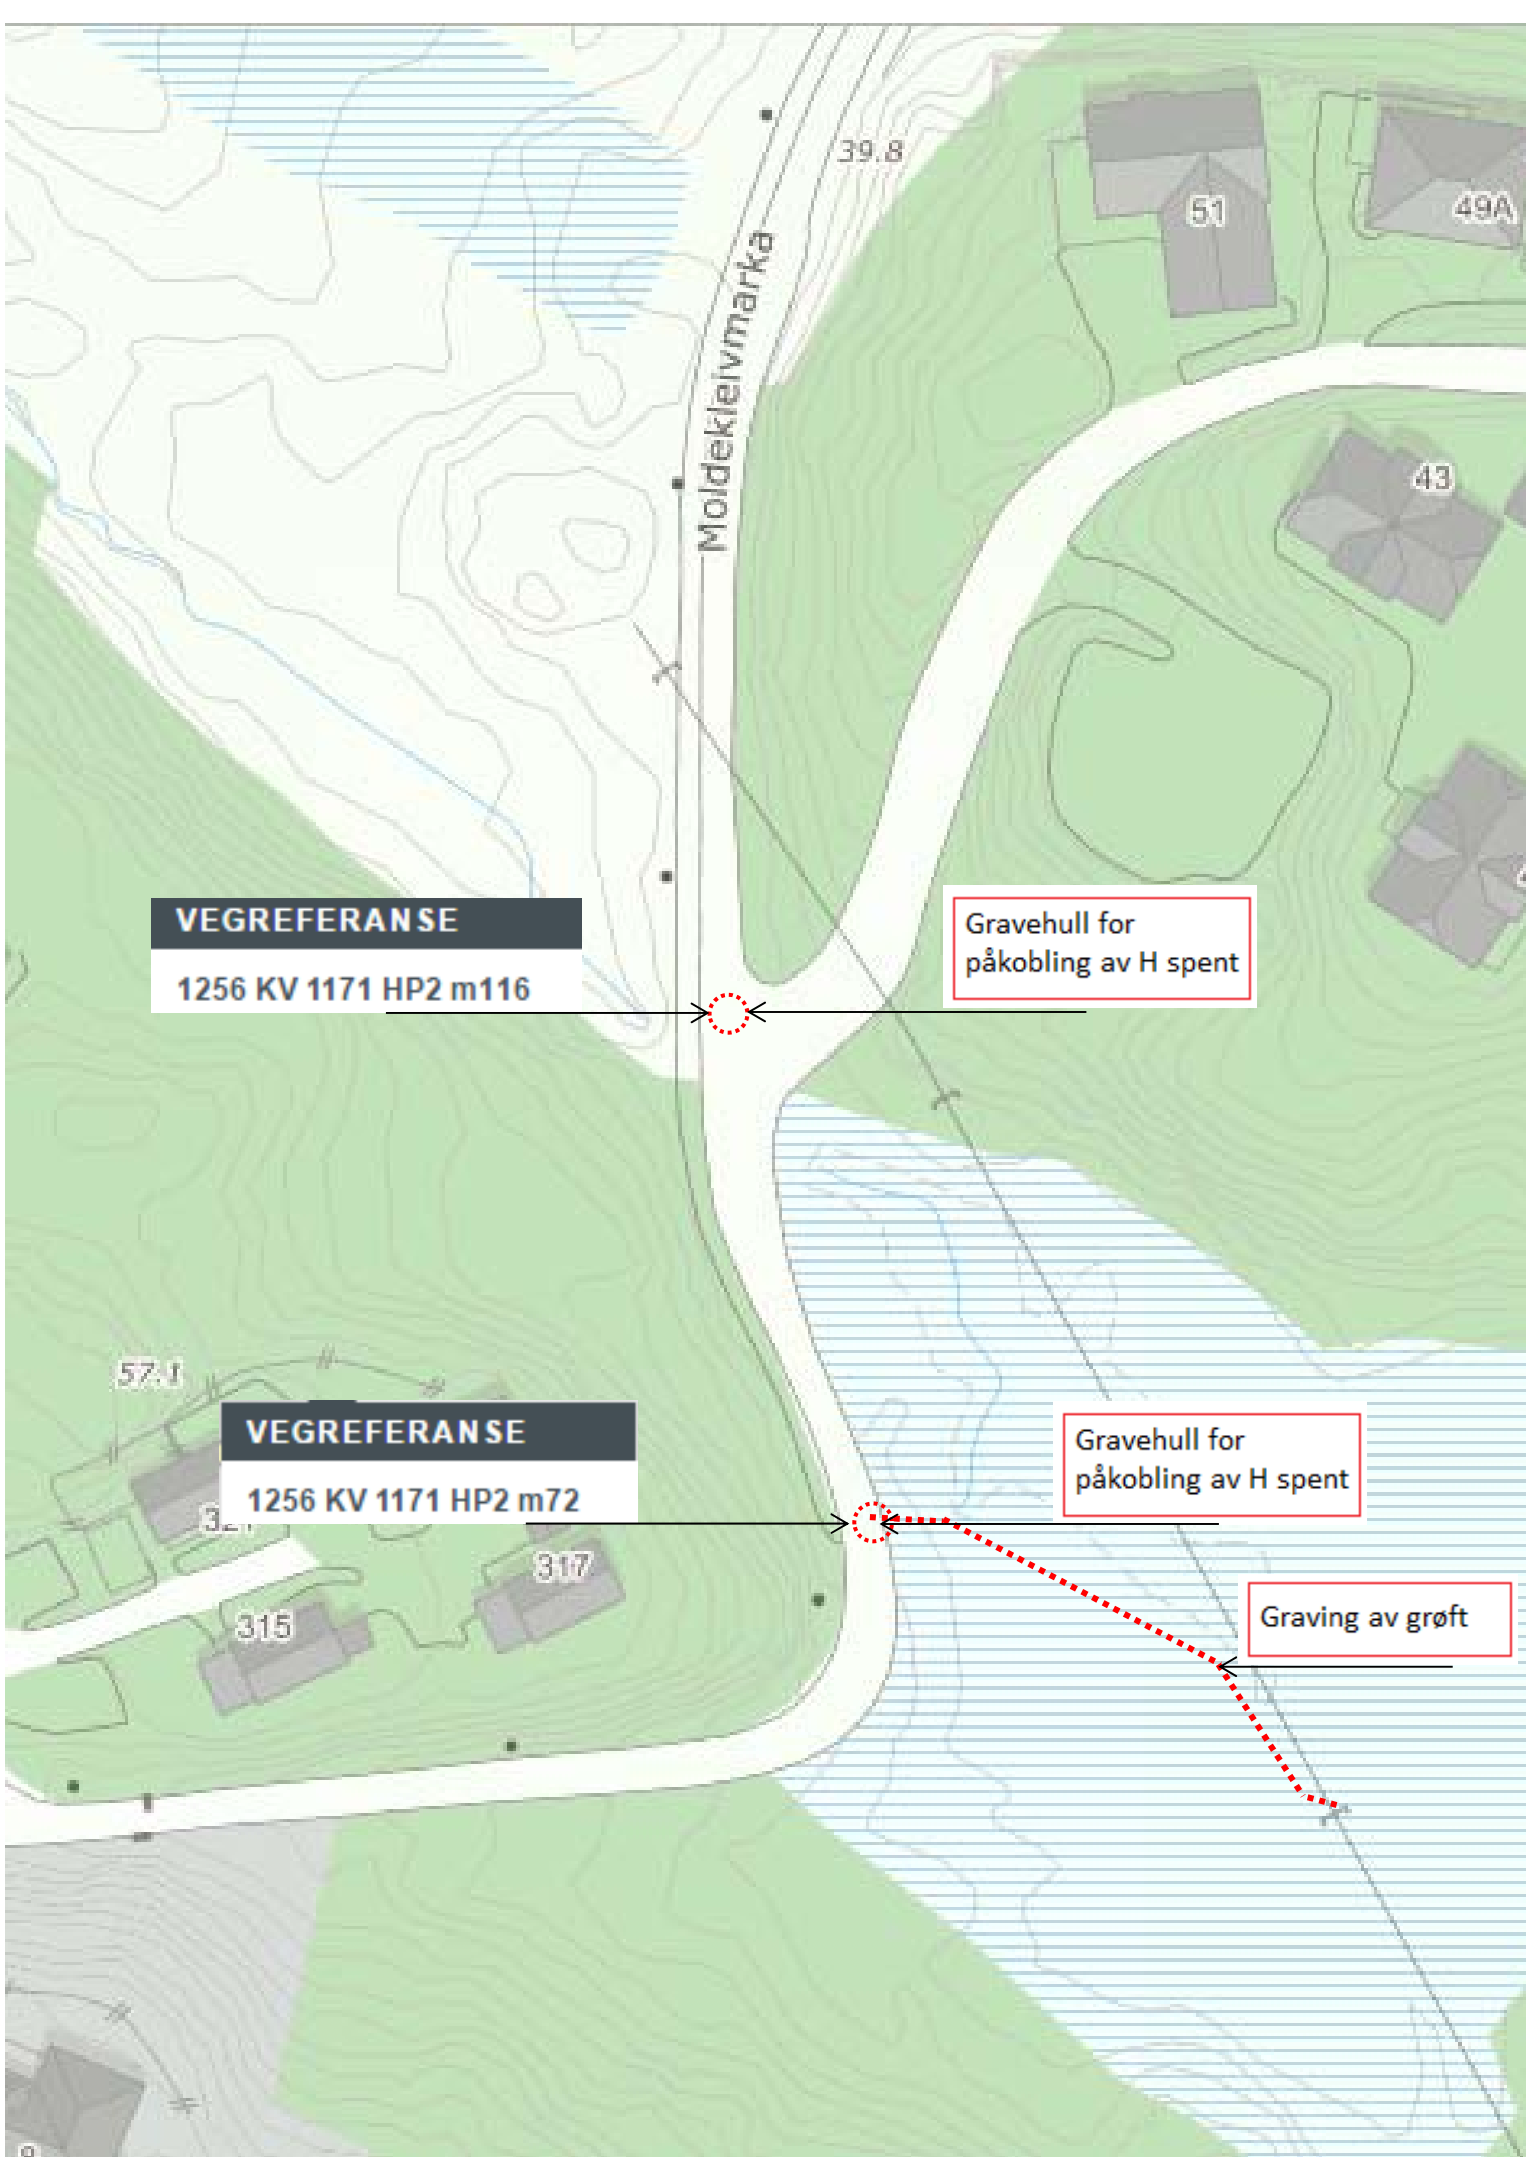 39.8
51
49A
Moldekleivmarka
43
VEGREFERANSE
1256 KV 1171 HP2 m116
Gravehull for
påkobling av H spent
57.1
VEGREFERANSE
1256 KV 1171 HP2 m72
Gravehull for
påkobling av H spent
317
315
Graving av grøft